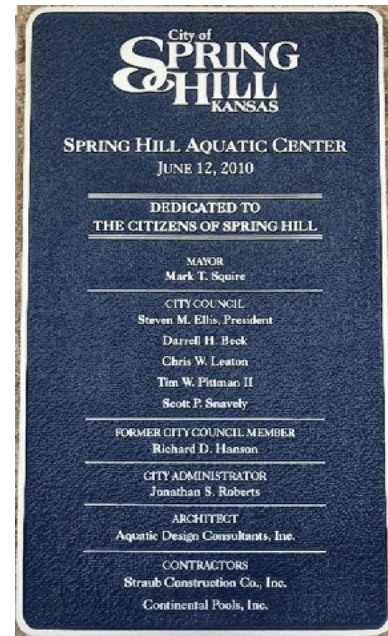 City of
SPRING
HILL
KANSAS
SPRING HILL AQUATIC CENTER
JUNE 12, 2010
DEDICATED TO
THE CITIZENS OF SPRING HILL
MAYOR
Mark T. Squire
CITY COUNCIL
Steven M. Ellis, President
Darrell H. Beck
Chris W. Leaton
Tim W. Pittman II
Scott P. Snavely
FORMER CITY COUNCIL MEMBER
Richard D. Hanson
CITY ADMINISTRATOR
Jonathan S. Roberts
ARCHITECT
Aquatic Design Consultants, Inc.
CONTRACTORS
Straub Construction Co., Inc.
Continental Pools, Inc.